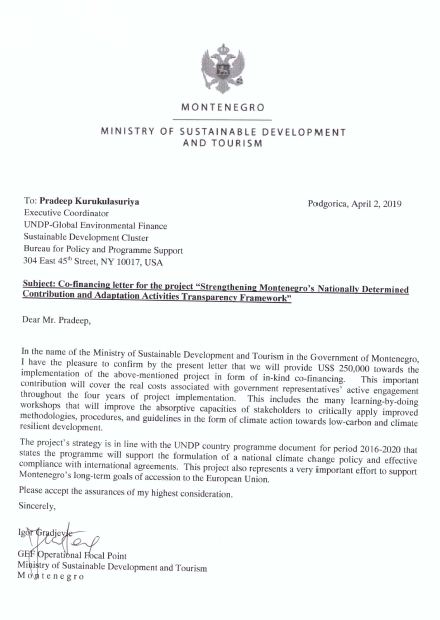 MONTENEGRO
MINISTRY OF SUSTAINABLE DEVELOPMENT
AND TOURISM
To: Pradeep Kurukulasuriya
Podgorica, April 2, 2019
Executive Coordinator
UNDP-Global Environmental Finance
Sustainable Development Cluster
Bureau for Policy and Programme Support
304 East 45th Street, NY 10017, USA
Subject: Co-financing letter for the project "Strengthening Montenegro's Nationally Determined
Contribution and Adaptation Activities Transparency Framework"
Dear Mr. Pradeep,
In the name of the Ministry of Sustainable Development and Tourism in the Government of Montenegro,
I have the pleasure to confirm by the present letter that we will provide US$ 250,000 towards the
implementation of the above-mentioned project in form of in-kind co-financing. This important
contribution will cover the real costs associated with government representatives' active engagement
throughout the four years of project implementation. This includes the many learning-by-doing
workshops that will improve the absorptive capacities of stakeholders to critically apply improved
methodologies, procedures, and guidelines in the form of climate action towards low-carbon and climate
resilient development.
The project's strategy is in line with the UNDP country programme document for period 2016-2020 that
states the programme will support the formulation of a national climate change policy and effective
compliance with international agreements. This project also represents a very important effort to support
Montenegro's long-term goals of accession to the European Union.
Please accept the assurances of my highest consideration.
Sincerely,
Igor Gradjevic
GEF Operational Focal Point
Ministry of Sustainable Development and Tourism
Montenegro